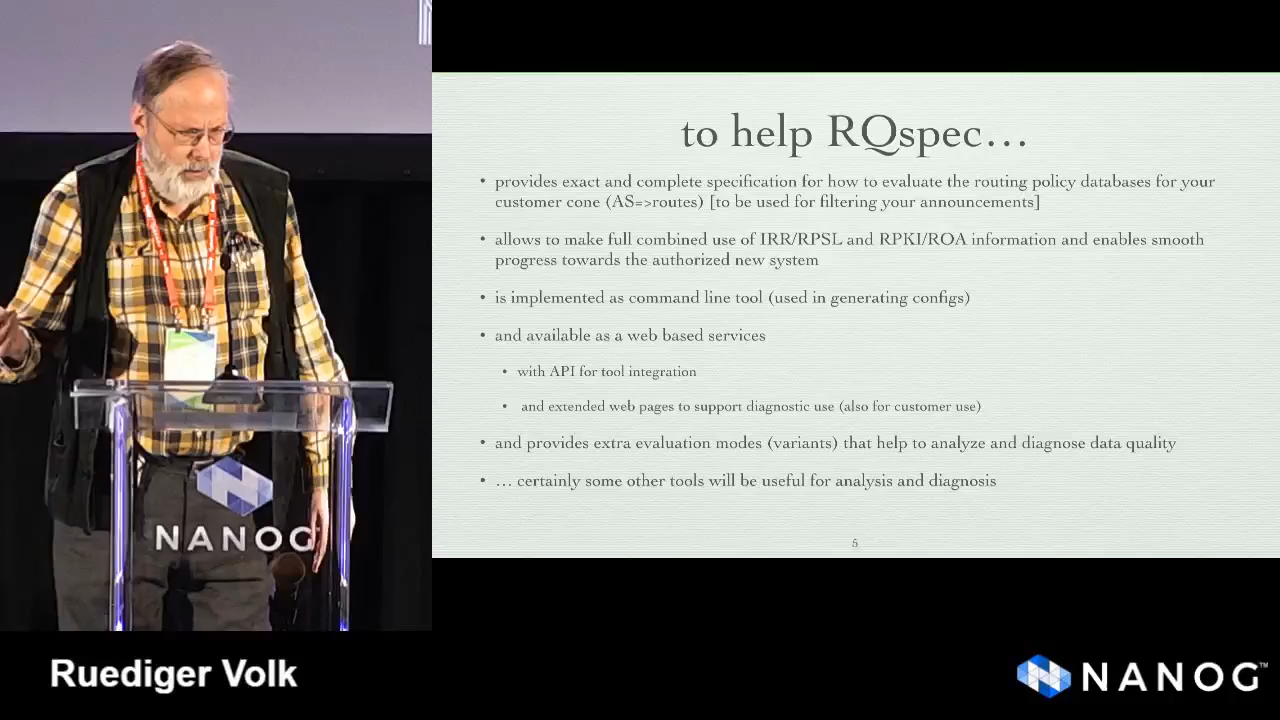 to help RQspec…
• provides exact and complete specification for how to evaluate the routing policy databases for your
customer cone (AS=>routes) [to be used for filtering your announcements]
• allows to make full combined use of IRR/RPSL and RPKI/ROA information and enables smooth
progress towards the authorized new system
• is implemented as command line tool (used in generating configs)
• and available as a web based services
• with API for tool integration
• and extended web pages to support diagnostic use (also for customer use)
• and provides extra evaluation modes (variants) that help to analyze and diagnose data quality
• … certainly some other tools will be useful for analysis and diagnosis
5
NANOG
Ruediger Volk
NANOG™